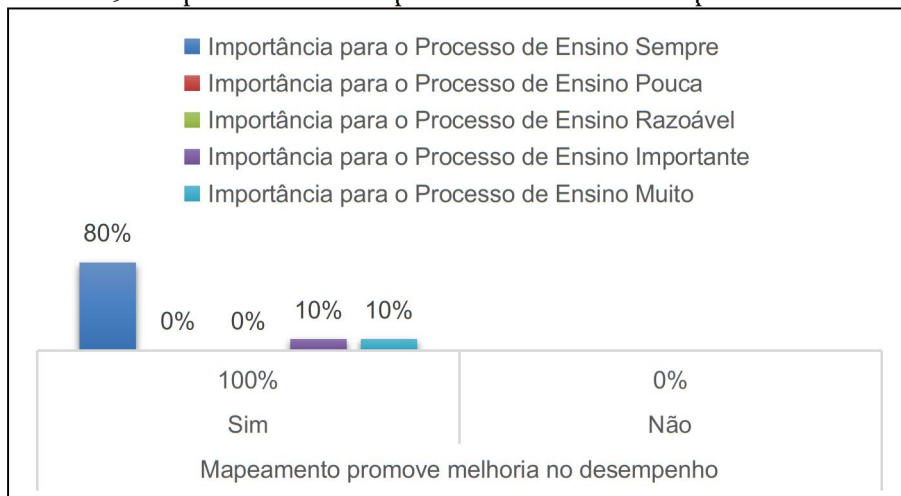 Importância para o Processo de Ensino Sempre
Importância para o Processo de Ensino Pouca
Importância para o Processo de Ensino Razoável
Importância para o Processo de Ensino Importante
Importância para o Processo de Ensino Muito
80%
0%
0%
10%
10%
100%
0%
Sim
Não
Mapeamento promove melhoria no desempenho